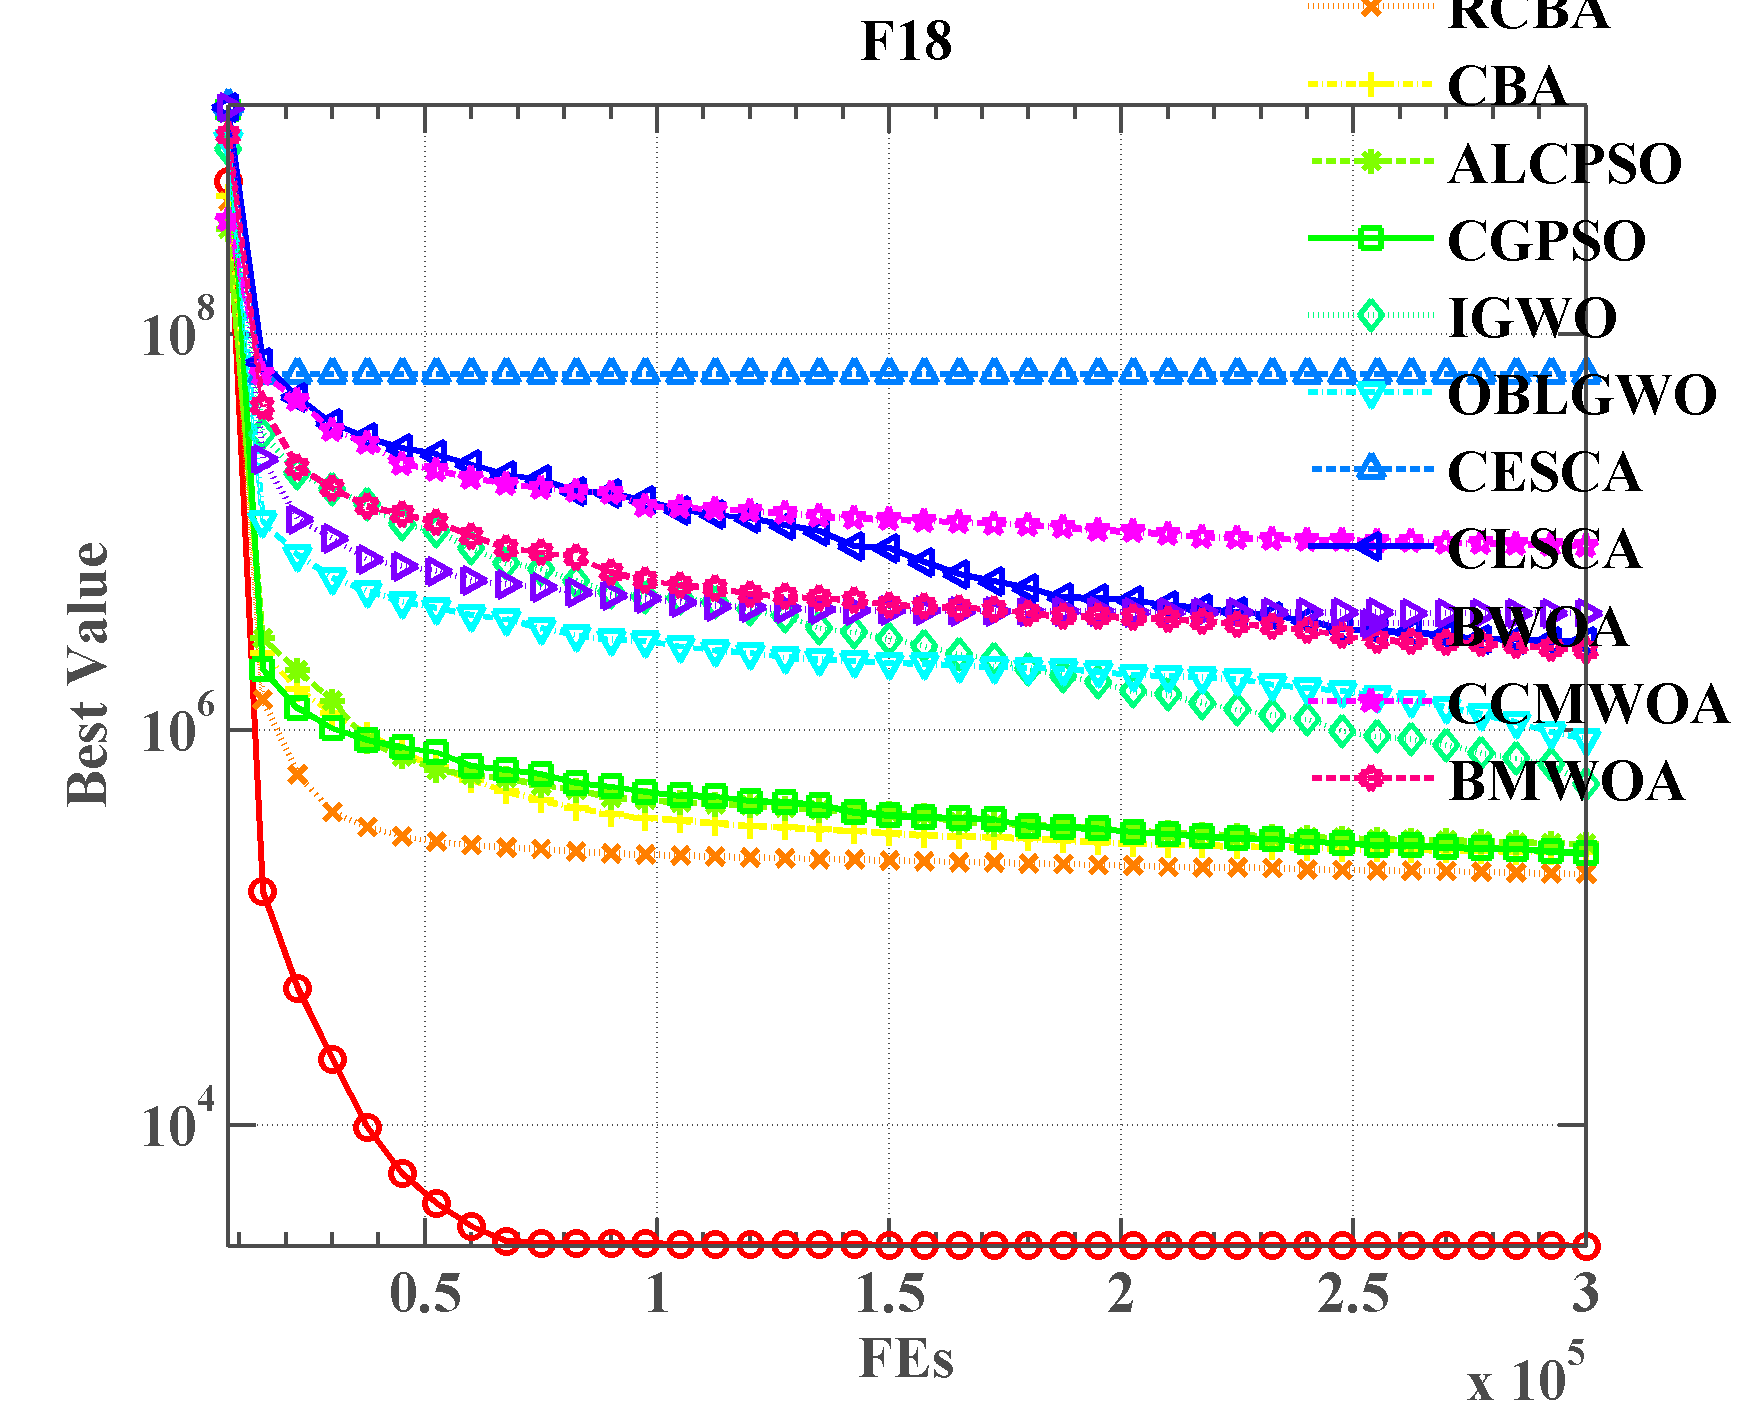 RCBA
F18
CBA
ALCPSO
CGPSO
IGWO
OBLGWO
CESCA
CLSCA
BWOA
CCMWOA
BMWOA
10^8
10^6
10^4
Best Value
0.5 1 1.5 2 2.5 3
FEs
x 10^5